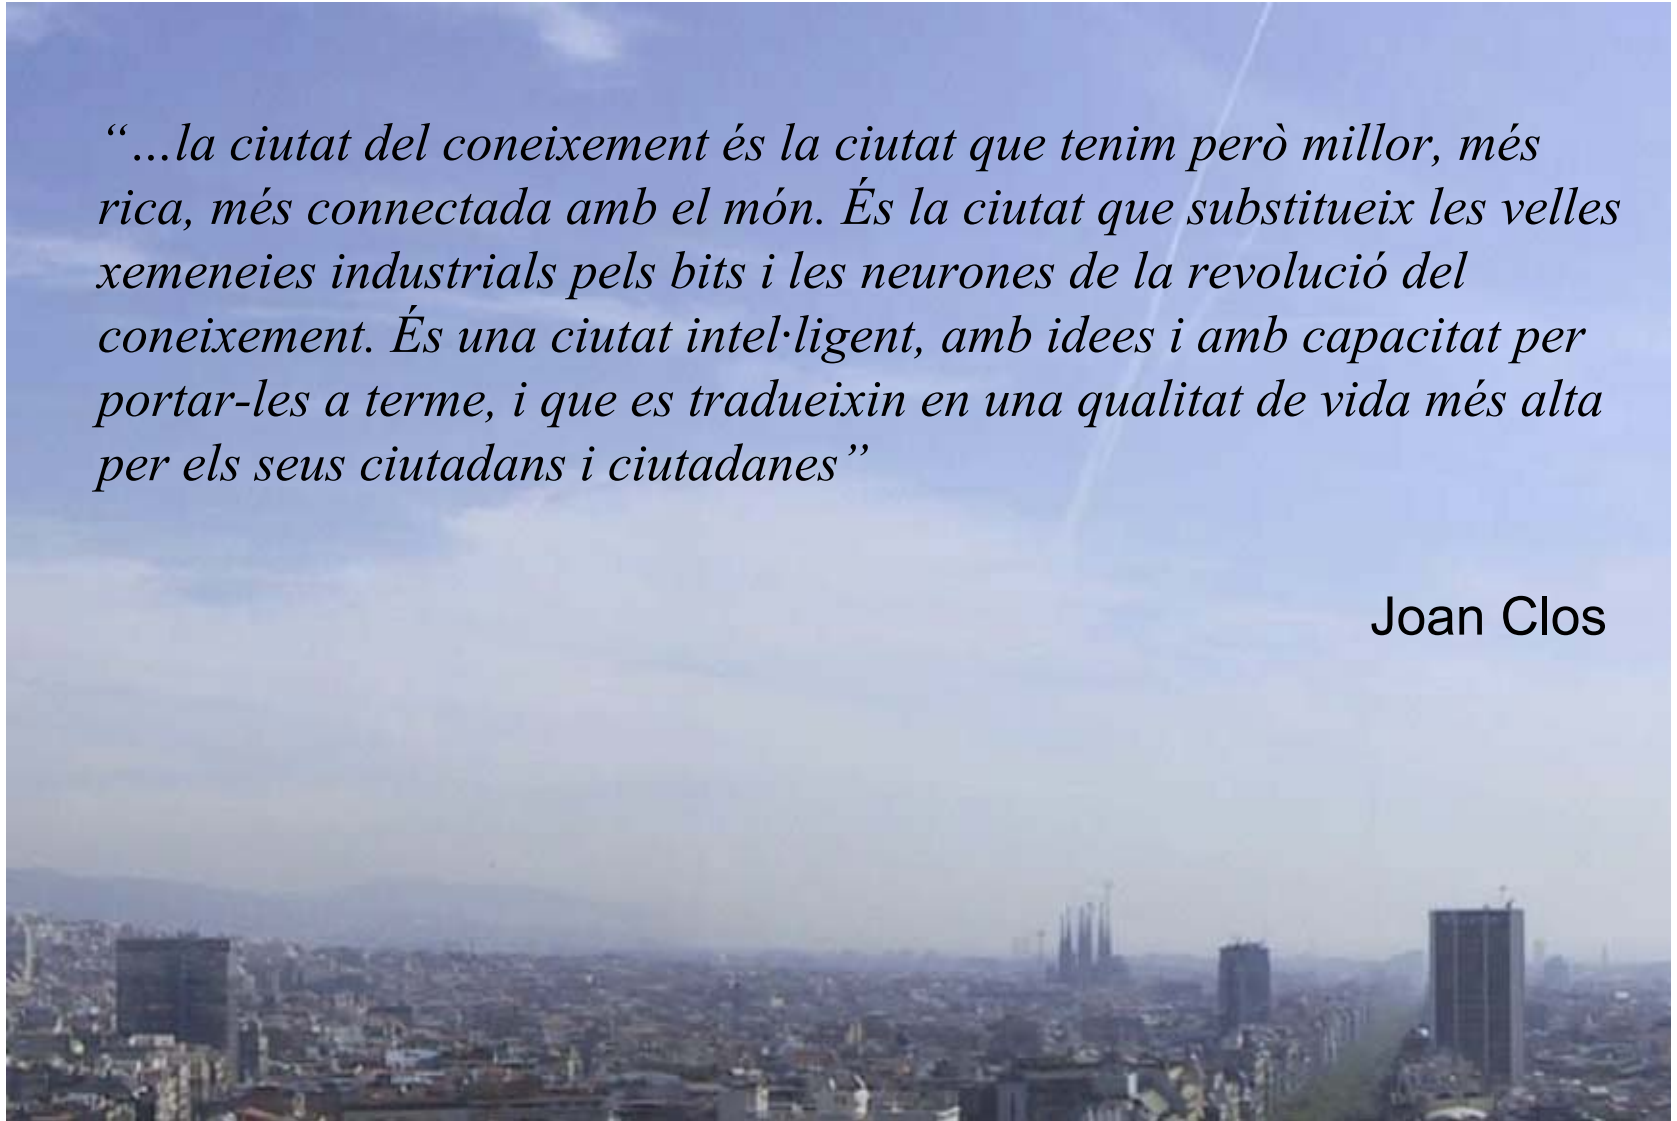 “...la ciutat del coneixement és la ciutat que tenim però millor, més
rica, més connectada amb el món. És la ciutat que substitueix les velles
xemeneies industrials pels bits i les neurones de la revolució del
coneixement. És una ciutat intel·ligent, amb idees i amb capacitat per
portar-les a terme, i que es tradueixin en una qualitat de vida més alta
per els seus ciutadans i ciutadanes”
Joan Clos